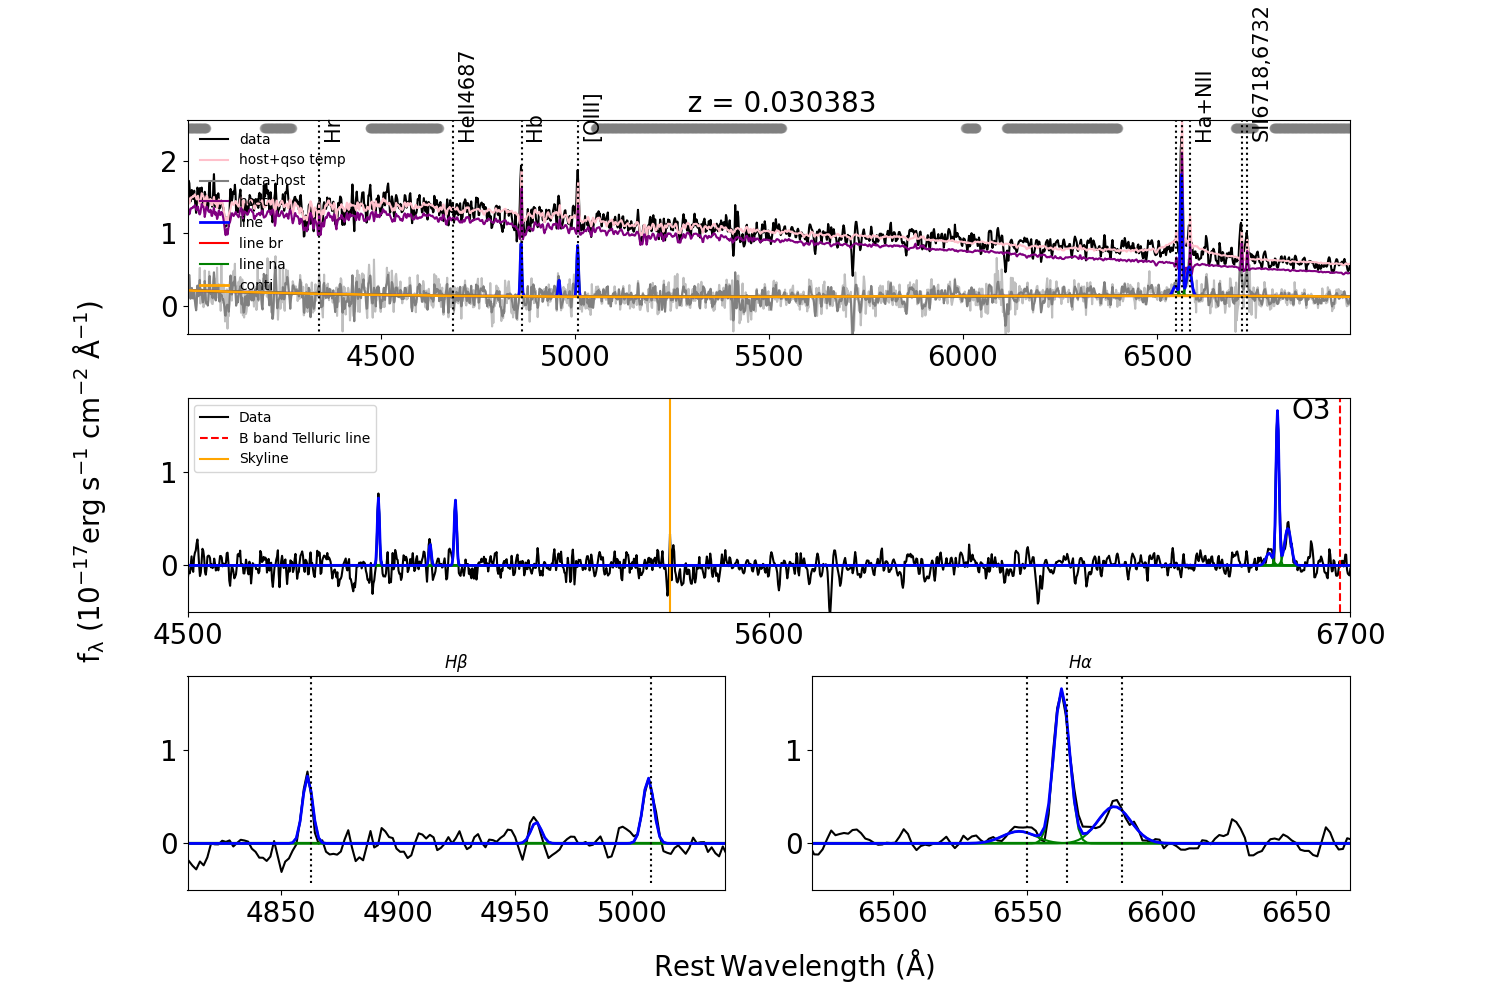 z = 0.030383
Hr
HeII4687
Hb
[OIII]
Ha+NII
SII6718,6732
data
host+qso temp
data-host
host
line
line br
line na
conti
2
1
0
4500 5000 5500 6000 6500
fλ (10−17erg s−1 cm−2 Å−1)
Data
B band Telluric line
Skyline
O3
1
0
4500 5600 6700
Hβ
1
0
4850 4900 4950 5000
Hα
1
0
6500 6550 6600 6650
Rest Wavelength (Å)